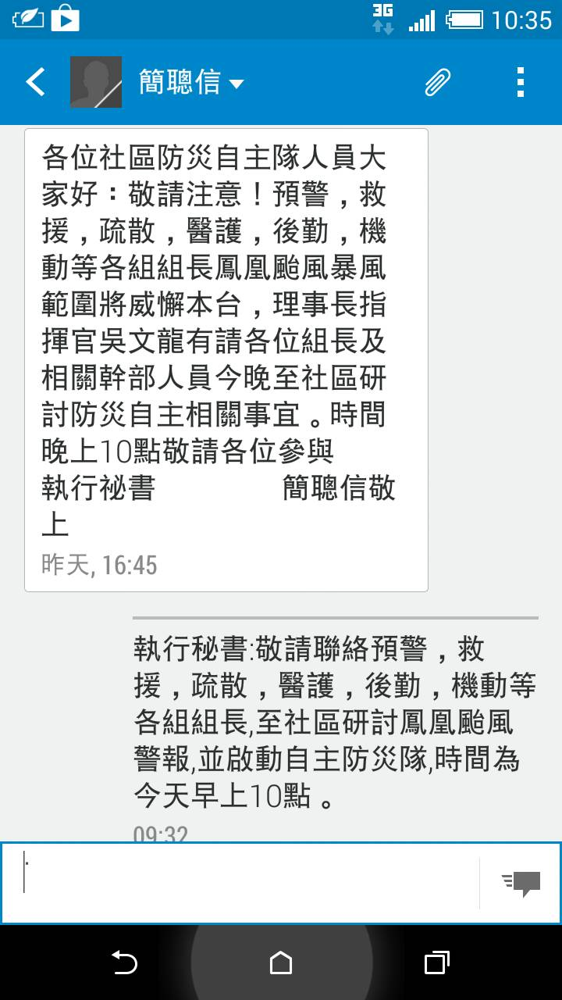 3G
10:35
簡聰信
各位社區防災自主隊人員大
家好：敬請注意！預警，救
援，疏散，醫護，後勤，機
動等各組組長鳳凰颱風暴風
範圍將威懈本台，理事長指
揮官吳文龍有請各位組長及
相關幹部人員今晚至社區研
討防災自主相關事宜。時間
晚上10點敬請各位參與
執行祕書 簡聰信敬
上
昨天, 16:45
執行秘書:敬請聯絡預警，救
援，疏散，醫護，後勤，機動等
各組組長,至社區研討鳳凰颱風
警報,並啟動自主防災隊,時間為
今天早上10點。
09:32
.